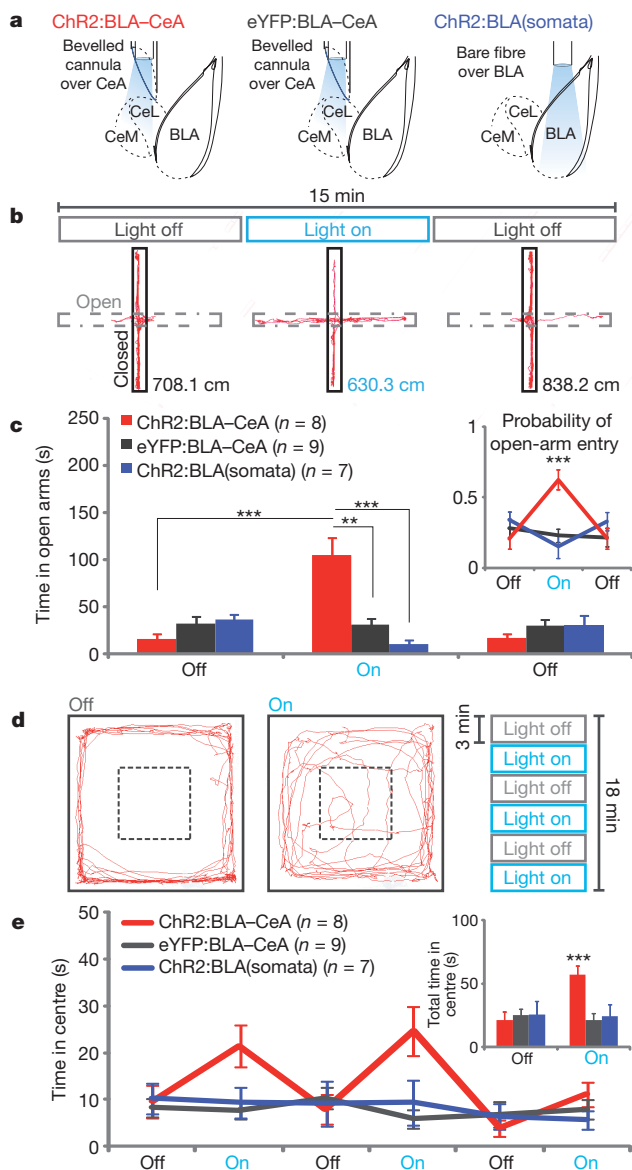 a
ChR2:BLA–CeA
eYFP:BLA–CeA
ChR2:BLA(somata)
Bevelled
cannula
over CeA
CeL
CeM
BLA
Bevelled
cannula
over CeA
CeL
CeM
BLA
Bare fibre
over BLA
CeL
CeM
BLA
b
15 min
Light off
Light on
Light off
Open
Closed
708.1 cm
630.3 cm
838.2 cm
c
Time in open arms (s)
250
200
150
100
50
0
ChR2:BLA–CeA (n = 8)
eYFP:BLA–CeA (n = 9)
ChR2:BLA(somata) (n = 7)
***
***
**
Off
On
Off
Probability of
open-arm entry
***
1
0.5
0
Off
On
Off
d
Off
On
3 min
Light off
Light on
Light off
Light on
Light off
Light on
18 min
e
Time in centre (s)
50
40
30
20
10
0
ChR2:BLA–CeA (n = 8)
eYFP:BLA–CeA (n = 9)
ChR2:BLA(somata) (n = 7)
Off
On
Off
On
Off
On
Total time in
centre (s)
100
50
0
***
Off
On